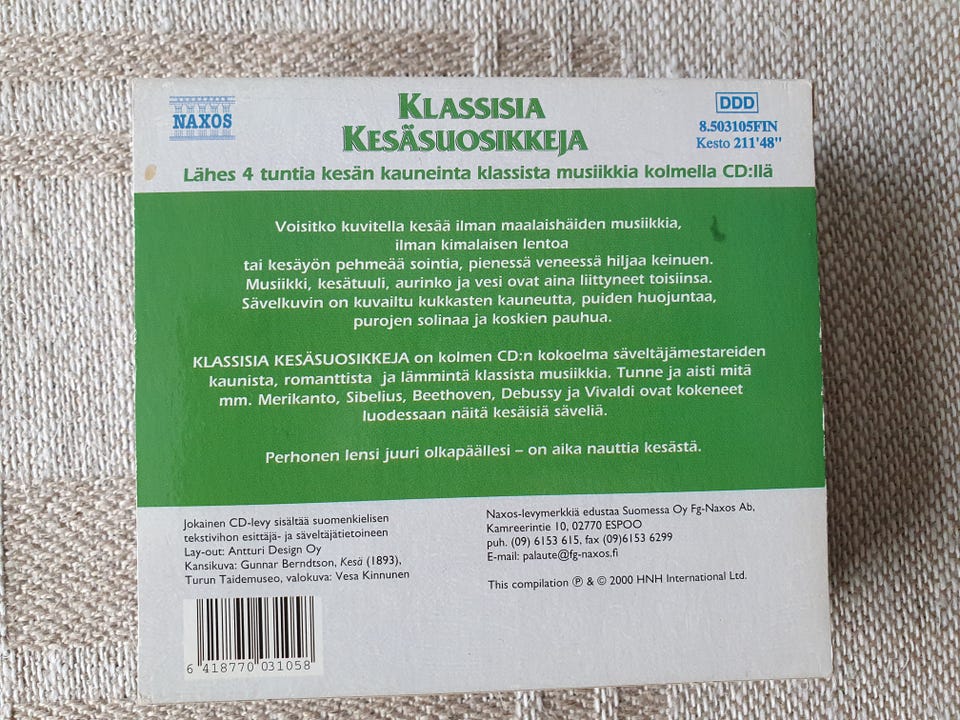 NAXOS
KLASSISIA
KESÄSUOSIKKEJA
DDD
8.503105FIN
Kesto 211'48"
Lähes 4 tuntia kesän kauneinta klassista musiikkia kolmella CD:llä
Voisitko kuvitella kesää ilman maalaishäiden musiikkia,
ilman kimalaisen lentoa
tai kesäyön pehmeää sointia, pienessä veneessä hiljaa keinuen.
Musiikki, kesätuuli, aurinko ja vesi ovat aina liittyneet toisiinsa.
Sävelkuvin on kuvailtu kukkasten kauneutta, puiden huojuntaa,
purojen solinaa ja koskien pauhua.
KLASSISIA KESÄSUOSIKKEJA on kolmen CD:n kokoelma säveltäjämestareiden
kaunista, romanttista ja lämmintä klassista musiikkia. Tunne ja aisti mitä
mm. Merikanto, Sibelius, Beethoven, Debussy ja Vivaldi ovat kokeneet
luodessaan näitä kesäisiä säveliä.
Perhonen lensi juuri olkapäällesi – on aika nauttia kesästä.
Jokainen CD-levy sisältää suomenkielisen
tekstivihon esittäjä- ja säveltäjätietoineen
Lay-out: Antturi Design Oy
Kansikuva: Gunnar Berndtson, Kesä (1893),
Turun Taidemuseo, valokuva: Vesa Kinnunen
Naxos-levymerkkiä edustaa Suomessa Oy Fg-Naxos Ab,
Kamreerintie 10, 02770 ESPOO
puh. (09) 6153 615, fax (09)6153 6299
E-mail: palaute@fg-naxos.fi
This compilation ℗ & © 2000 HNH International Ltd.
6 418770 031058